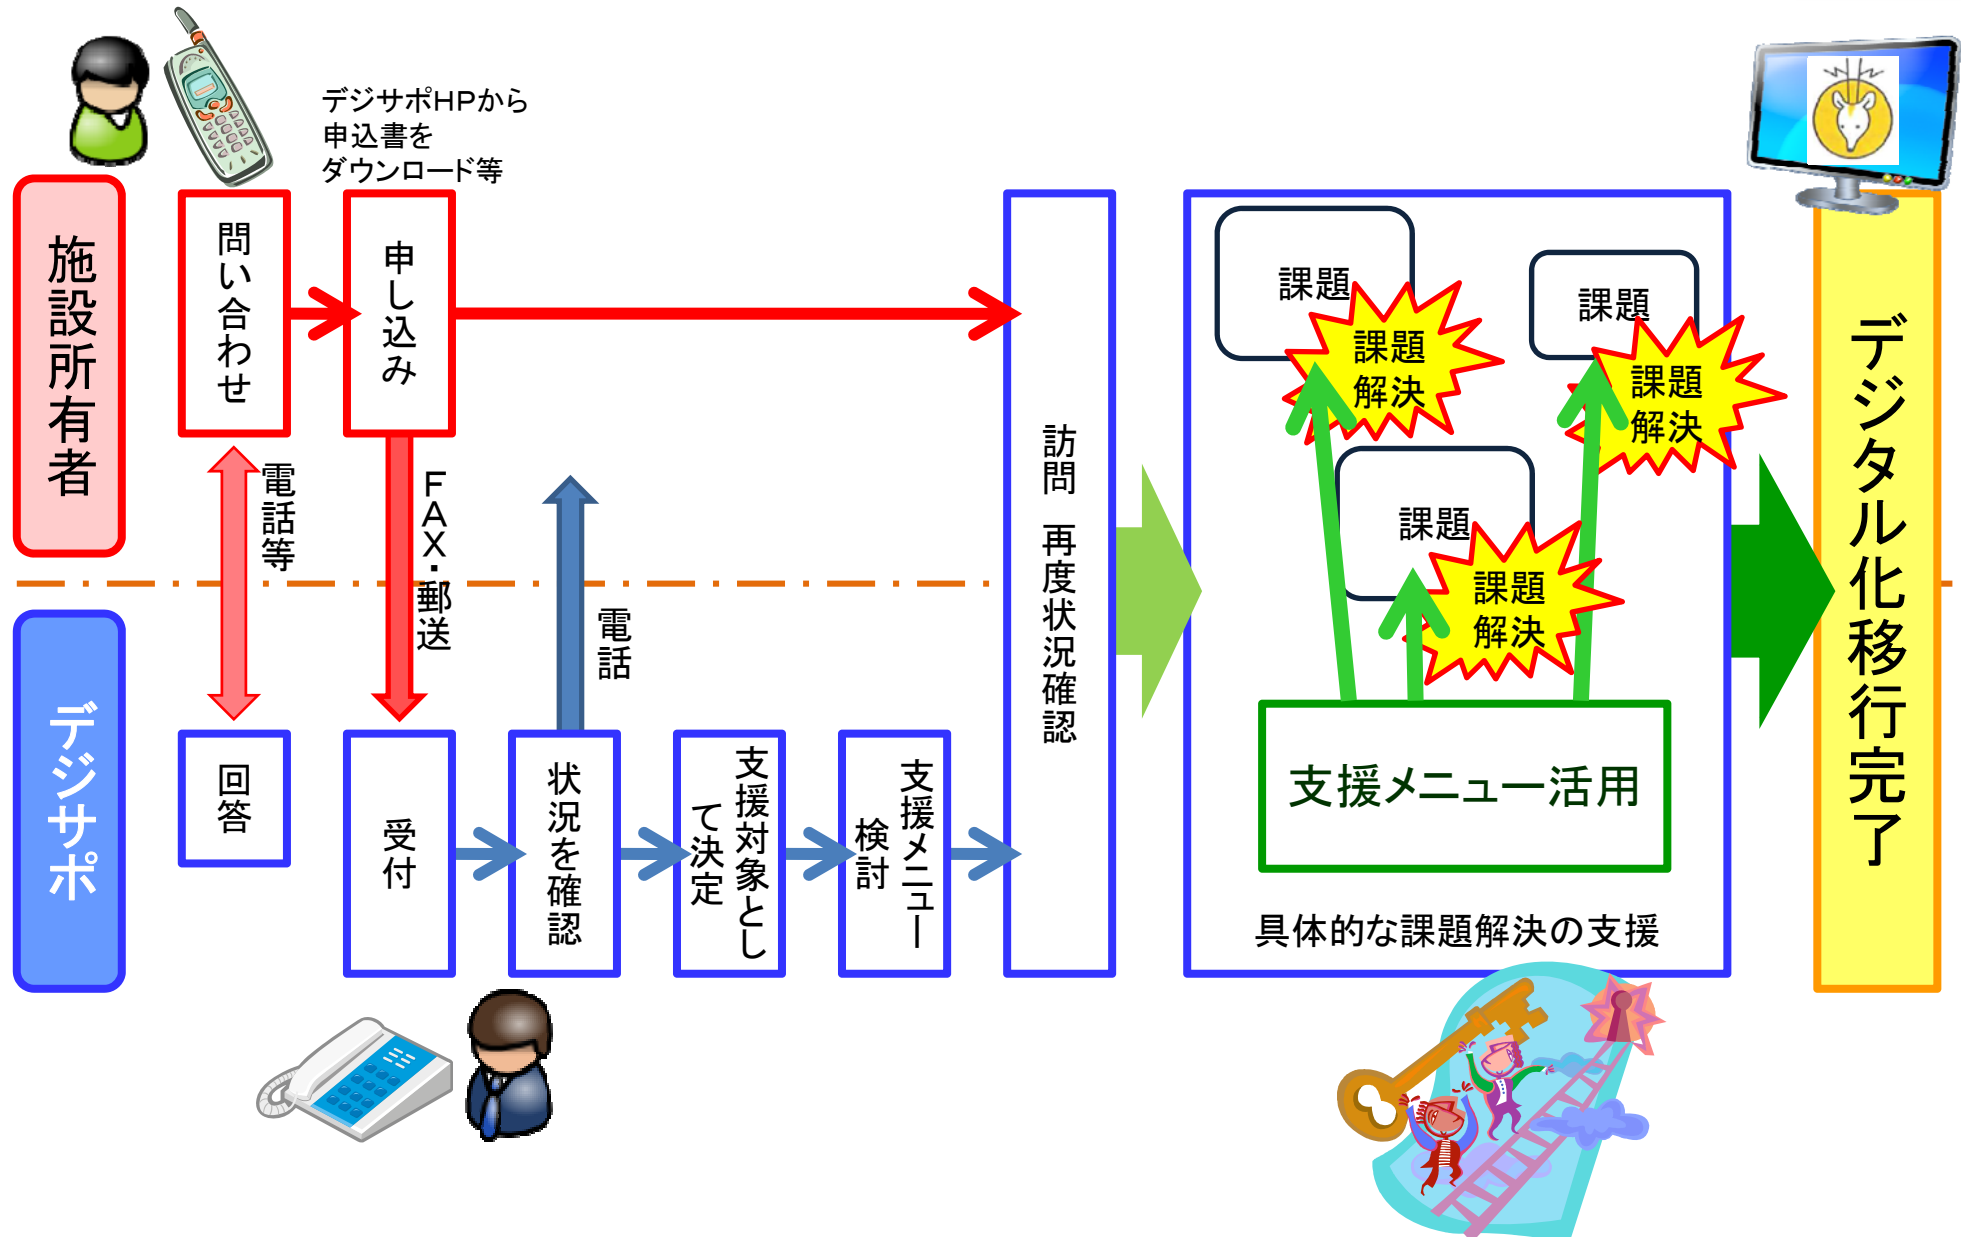 デジサポHPから
申込書を
ダウンロード等
施設所有者
問い合わせ
申し込み
電話等
FAX・郵送
電話
デジサポ
回答
受付
状況を確認
支援対象とし
て決定
支援メニュー
検討
訪問 再度状況確認
課題
課題
解決
課題
課題
解決
課題
課題
解決
支援メニュー活用
具体的な課題解決の支援
デジタル化移行完了